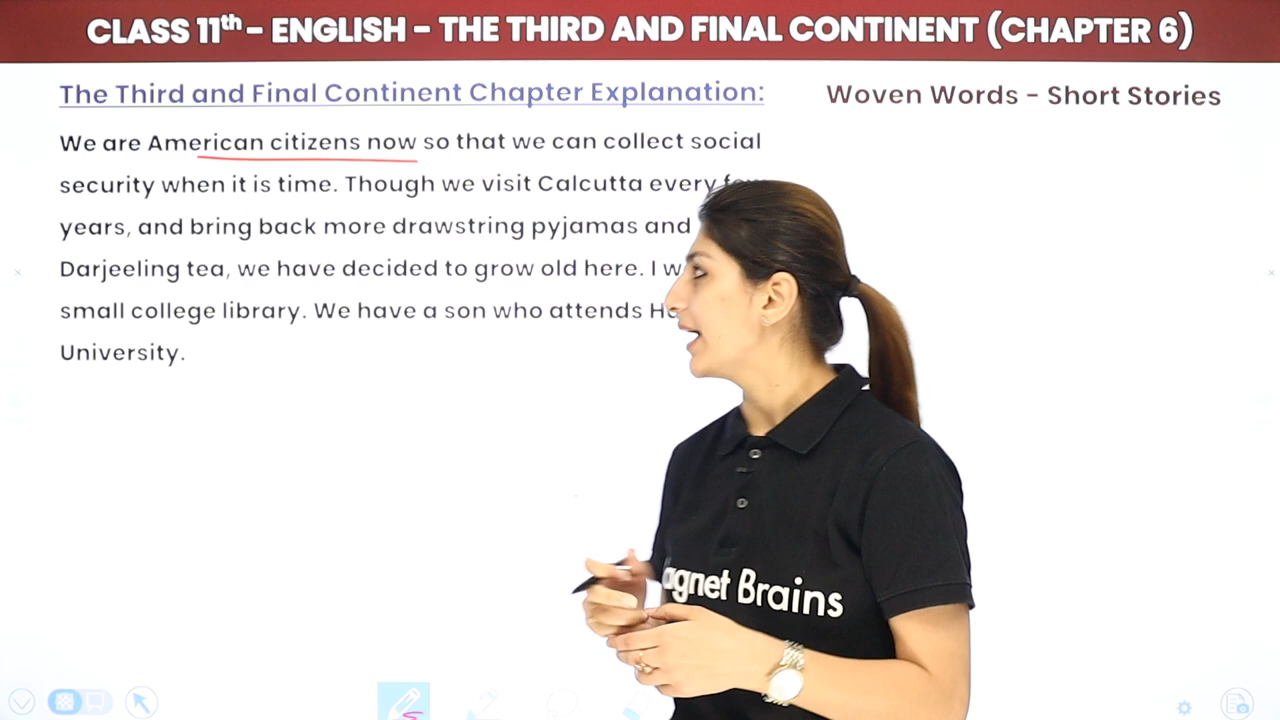 CLASS 11th - ENGLISH - THE THIRD AND FINAL CONTINENT (CHAPTER 6)
The Third and Final Continent Chapter Explanation:
Woven Words - Short Stories
We are American citizens now so that we can collect social
security when it is time. Though we visit Calcutta every
years, and bring back more drawstring pyjamas and
Darjeeling tea, we have decided to grow old here. I
small college library. We have a son who attends
University.
agnet Brains